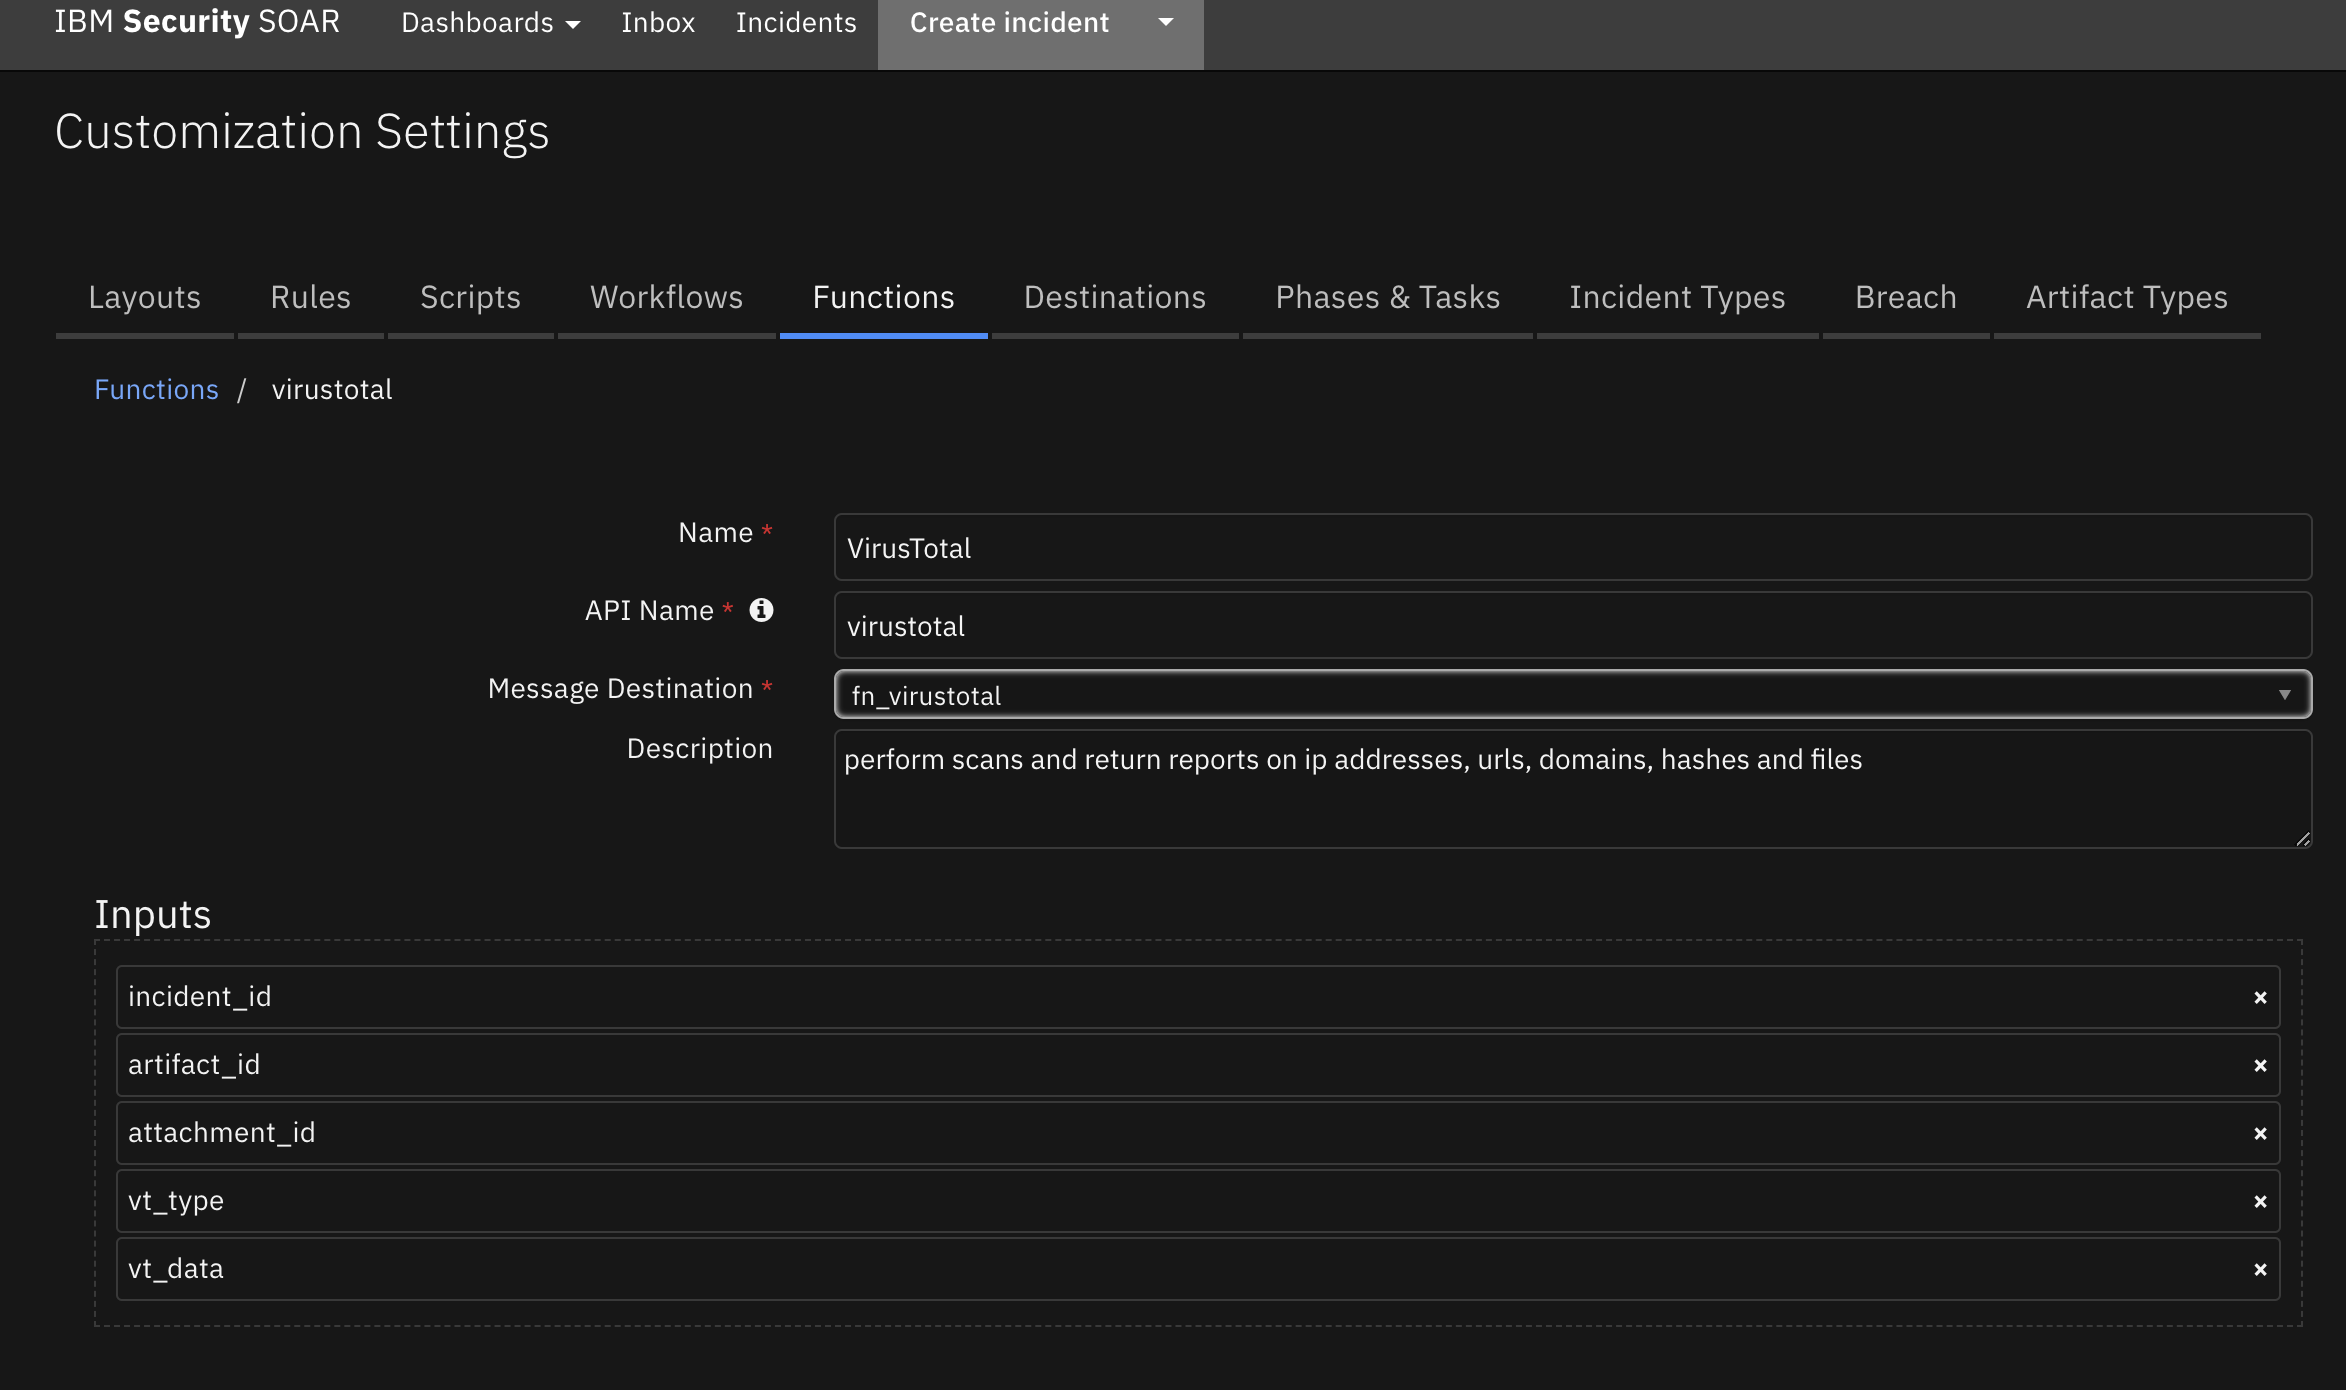 IBM Security SOAR Dashboards Inbox Incidents Create incident
Customization Settings
Layouts Rules Scripts Workflows Functions Destinations Phases & Tasks Incident Types Breach Artifact Types
Functions / virustotal
Name * VirusTotal
API Name * virustotal
Message Destination * fn_virustotal
Description perform scans and return reports on ip addresses, urls, domains, hashes and files
Inputs
incident_id
artifact_id
attachment_id
vt_type
vt_data